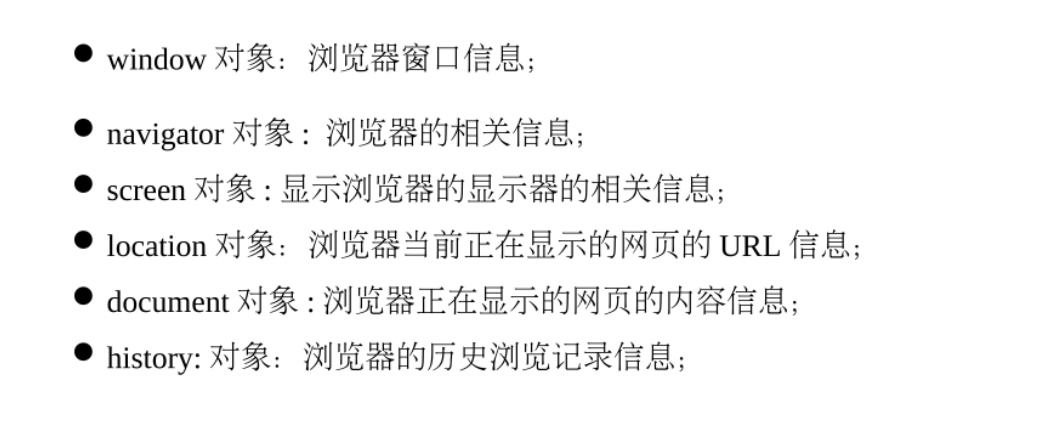 ● window 对象：浏览器窗口信息；
● navigator 对象 : 浏览器的相关信息；
● screen 对象 : 显示浏览器的显示器的相关信息；
● location 对象：浏览器当前正在显示的网页的 URL 信息；
● document 对象 : 浏览器正在显示的网页的内容信息；
● history: 对象：浏览器的历史浏览记录信息；